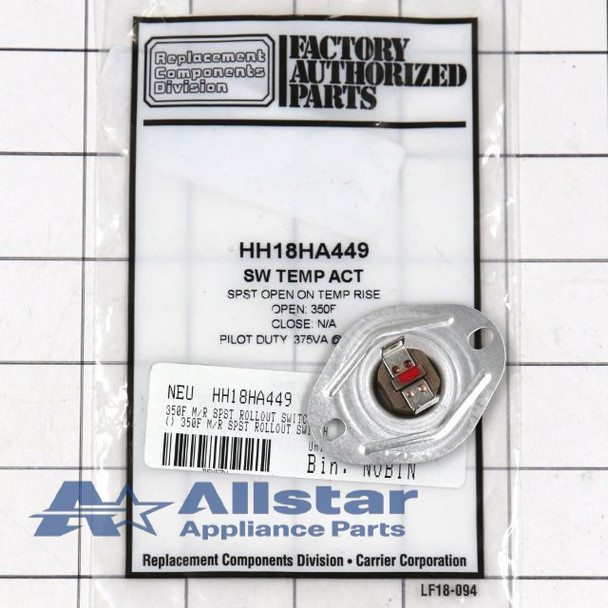 Replacement
Components
Division
FACTORY
AUTHORIZED
PARTS
HH18HA449
SW TEMP ACT
SPST OPEN ON TEMP RISE
OPEN: 350F
CLOSE: N/A
PILOT DUTY 375VA @
NEU HH18HA449
350F M/R SPST ROLLOUT SWITC
() 350F M/R SPST ROLLOUT SWITCH
Bin: NOBIN
Allstar
Appliance Parts
Replacement Components Division • Carrier Corporation
LF18-094